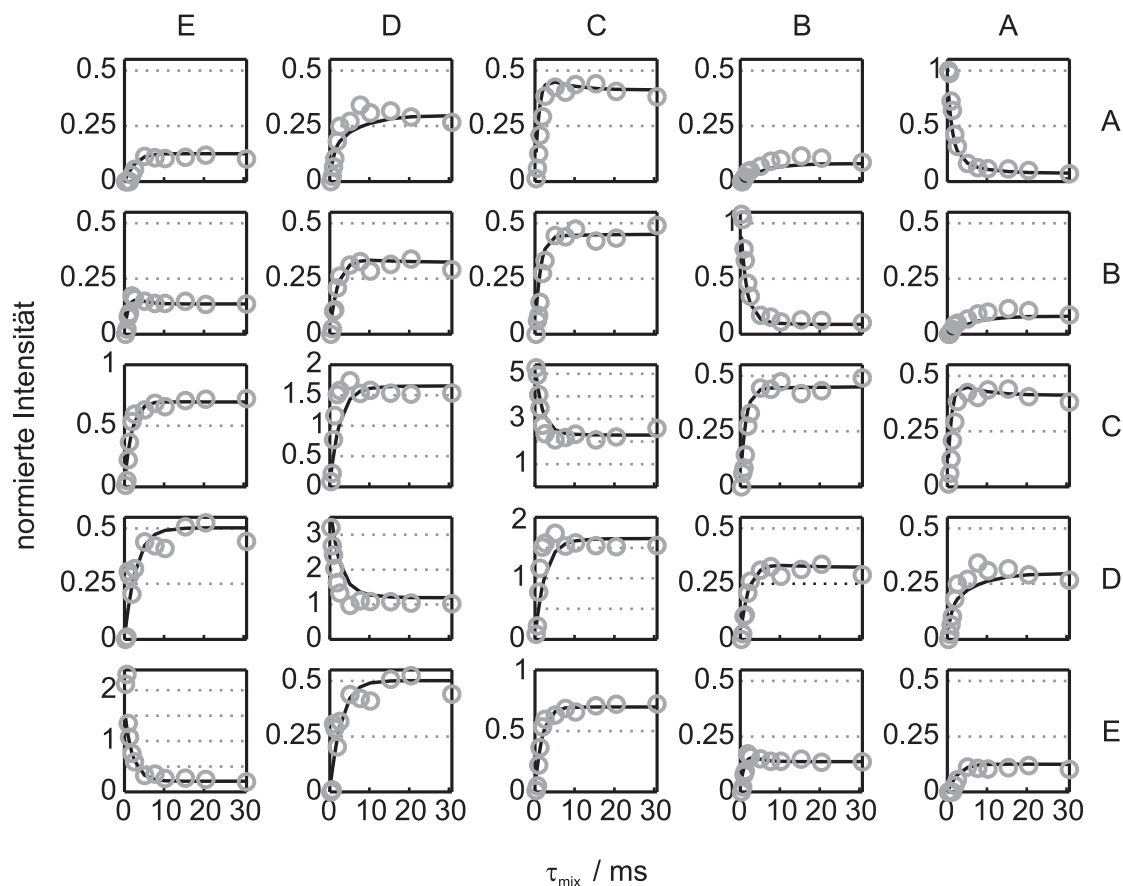 E D C B A
0.5 0.5 0.5 0.5 1
0.25 0.25 0.25 0.25 0.5
0 0 0 0 0
A
0.5 0.5 0.5 0.5
1
0.25 0.25 0.25 0.5 0.25
0 0 0 0 0
B
1 2 5 0.5 0.5
1.5 4
0.5 1 3 0.25 0.25
0.5 2
1
0 0 0 0
C
0.5 3 2 0.5 0.5
0.25 2 1 0.25 0.25
1
0 0 0 0 0
D
2 0.5 1 0.5 0.5
1 0.25 0.5 0.25 0.25
0 0 0 0 0
E
0 10 20 30 0 10 20 30 0 10 20 30 0 10 20 30 0 10 20 30
normierte Intensität
τmix / ms